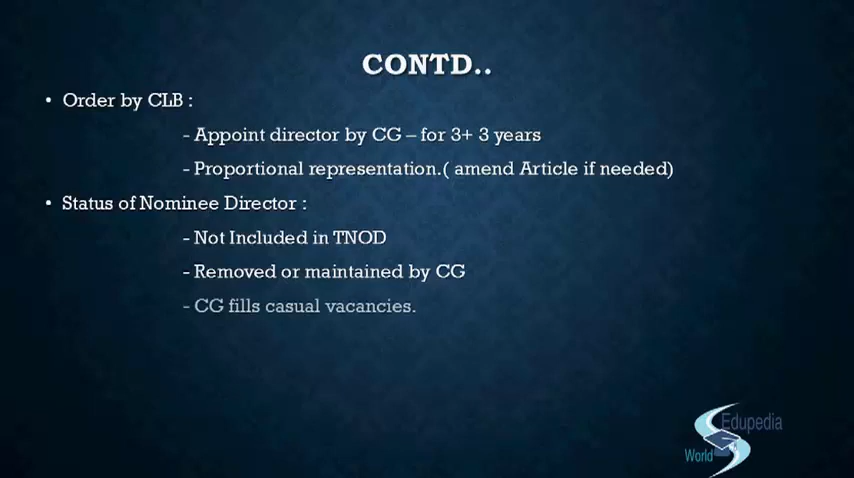 CONTD..
• Order by CLB :
- Appoint director by CG – for 3+ 3 years
- Proportional representation.( amend Article if needed)
• Status of Nominee Director :
- Not Included in TNOD
- Removed or maintained by CG
- CG fills casual vacancies.
Edupedia
World